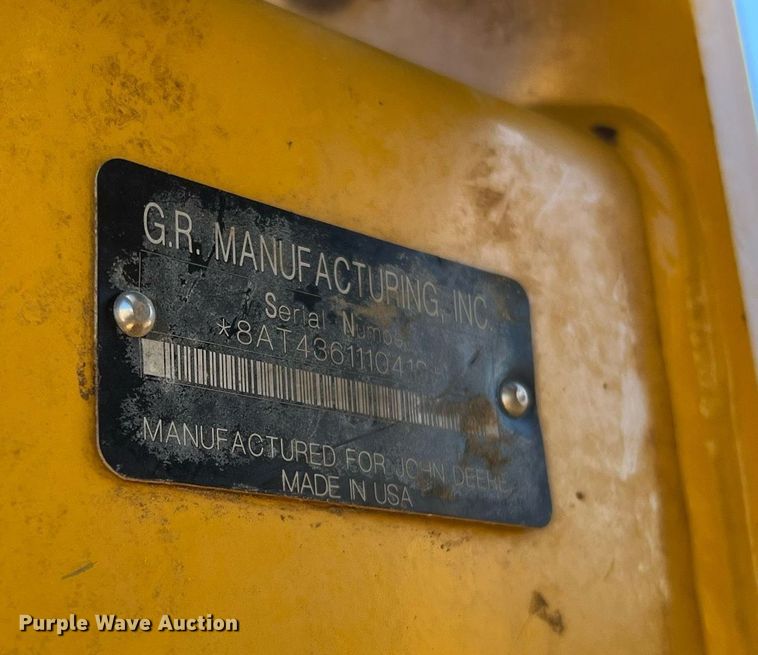 G.R. MANUFACTURING, INC.
Serial Number
MANUFACTURED FOR JOHN DEERE
MADE IN USA
Purple Wave Auction